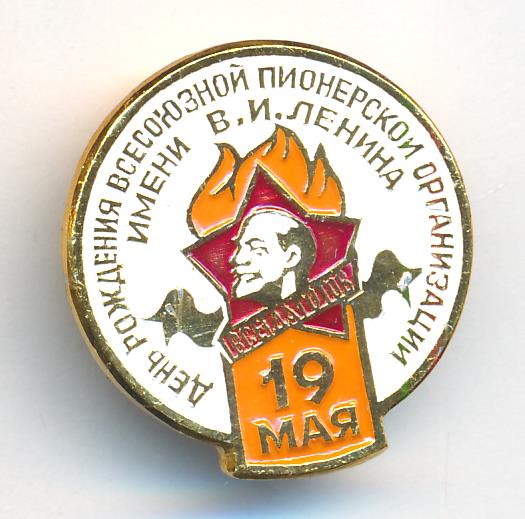 ДЕНЬ РОЖДЕНИЯ ВСЕСОЮЗНОЙ ПИОНЕРСКОЙ ОРГАНИЗАЦИИ
ИМЕНИ В.И.ЛЕНИНА
19
МАЯ